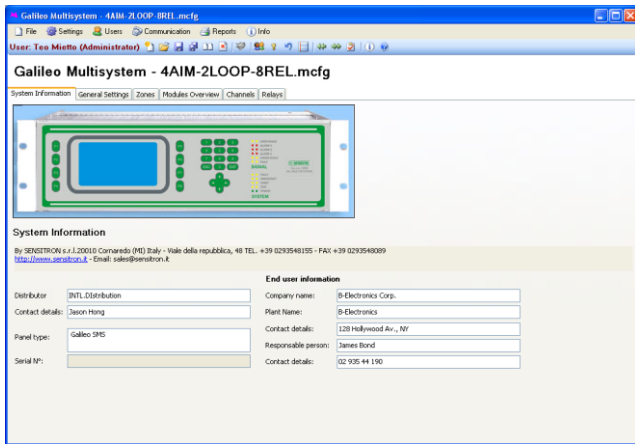 Galileo Multisystem - 4AIM-2LOOP-8REL.mcfg
File Settings Users Communication Reports Info
User: Teo Mietto (Administrator)
Galileo Multisystem - 4AIM-2LOOP-8REL.mcfg
System Information General Settings Zones Modules Overview Channels Relays
SIGNAL
SYSTEM
System Information
By SENSITRON s.r.l.20010 Cornaredo (MI) Italy - Viale della repubblica, 48 TEL. +39 0293548155 - FAX +39 0293548089
http://www.sensitron.it - Email: sales@sensitron.it
End user information
Distributor INTL.DIstribution Company name: B-Electronics Corp.
Contact details: Jason Hong Plant Name: B-Electronics
Contact details: 128 Hollywood Av., NY
Panel type: Galileo SMS Responsable person: James Bond
Serial N°: Contact details: 02 935 44 190